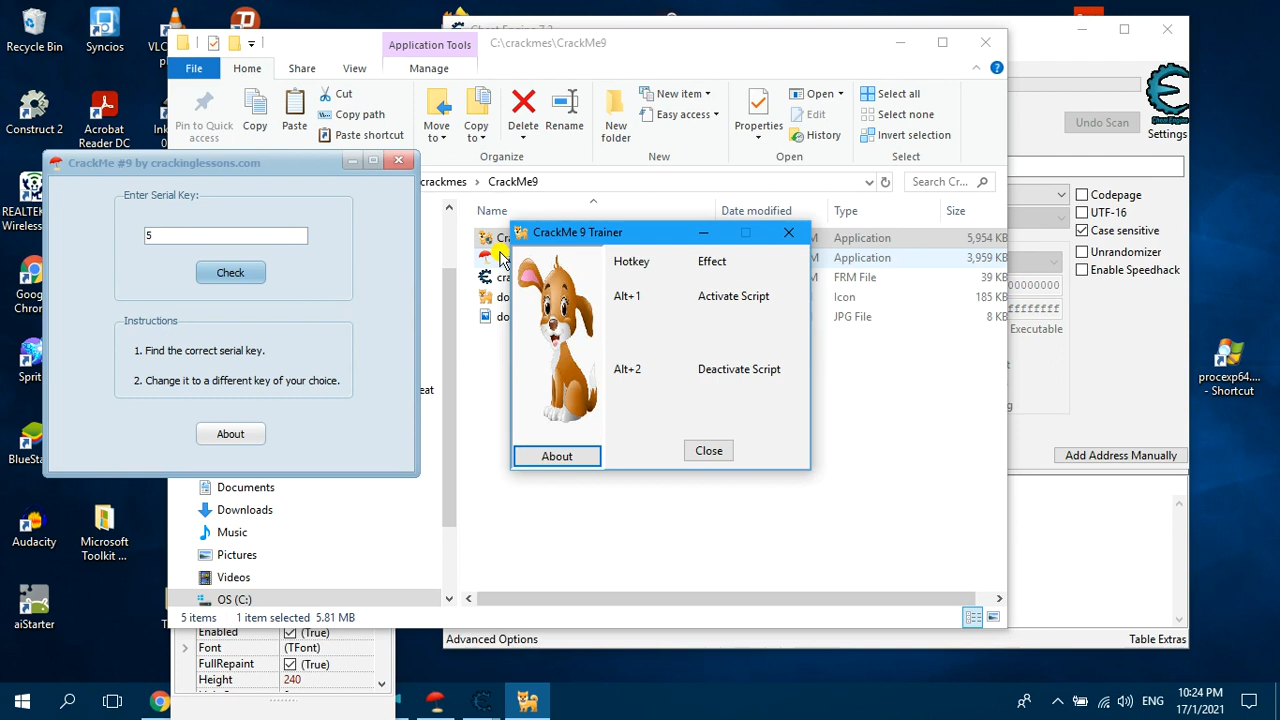 Recycle Bin
Syncios
VLC
Construct 2
Acrobat
Reader DC
Ink
REALTEK
Wireless
Google
Chrom
Sprit
BlueSta
Audacity
Microsoft
Toolkit ...
aiStarter
procexp64....
- Shortcut
Application Tools
C:\crackmes\CrackMe9
File
Home
Share
View
Manage
Pin to Quick
access
Copy
Paste
Cut
Copy path
Paste shortcut
Move
to
Copy
to
Delete
Rename
New
folder
New item
Easy access
Properties
Open
Edit
History
Select all
Select none
Invert selection
Organize
New
Open
Select
crackmes > CrackMe9
Search Cr...
Name
Date modified
Type
Size
Application
5,954 KB
Application
3,959 KB
FRM File
39 KB
Icon
185 KB
JPG File
8 KB
Documents
Downloads
Music
Pictures
Videos
OS (C:)
5 items
1 item selected 5.81 MB
CrackMe #9 by crackinglessons.com
Enter Serial Key:
5
Check
Instructions
1. Find the correct serial key.
2. Change it to a different key of your choice.
About
CrackMe 9 Trainer
Hotkey
Effect
Alt+1
Activate Script
Alt+2
Deactivate Script
About
Close
Undo Scan
Settings
Codepage
UTF-16
Case sensitive
Unrandomizer
Enable Speedhack
Executable
Add Address Manually
Advanced Options
Table Extras
Enabled
(True)
Font
(TFont)
FullRepaint
(True)
Height
240
ENG
10:24 PM
17/1/2021